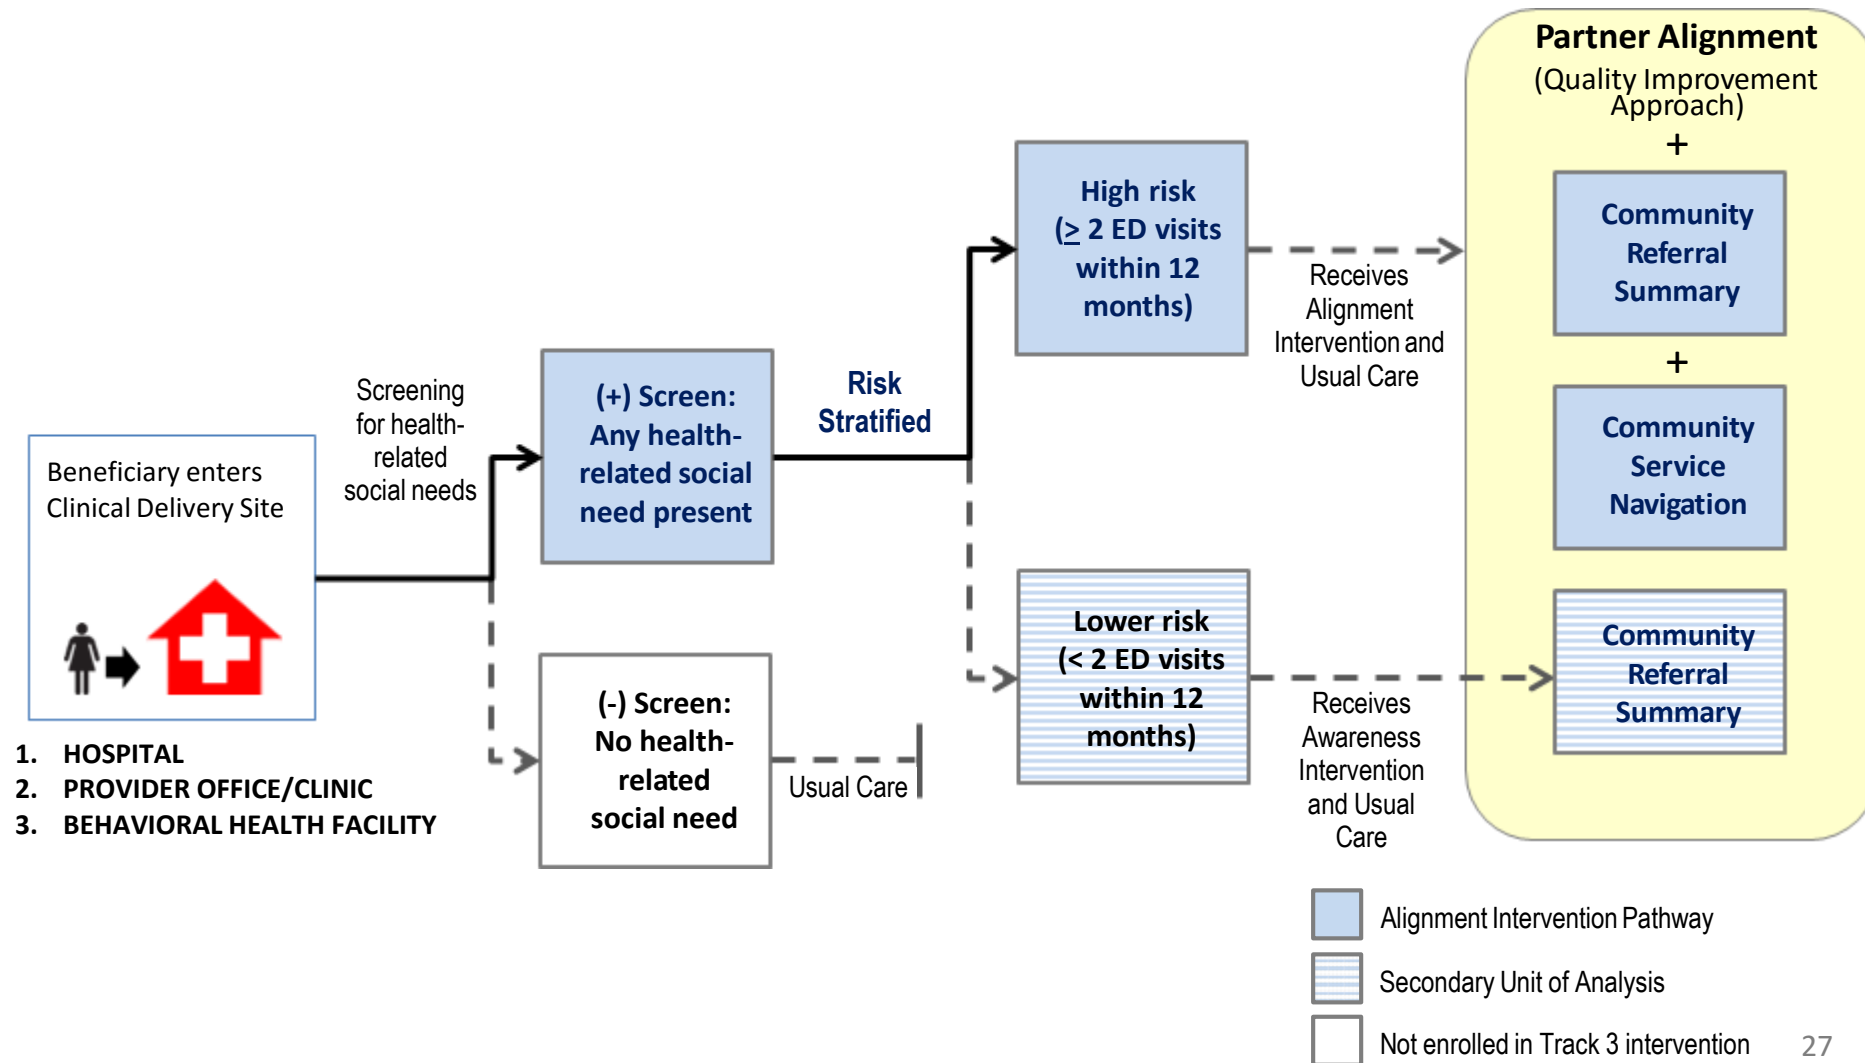 Beneficiary enters
Clinical Delivery Site
1. HOSPITAL
2. PROVIDER OFFICE/CLINIC
3. BEHAVIORAL HEALTH FACILITY
Screening
for health-
related
social needs
(+) Screen:
Any health-
related social
need present
(-) Screen:
No health-
related
social need
Usual Care
Risk
Stratified
High risk
(≥ 2 ED visits
within 12
months)
Receives
Alignment
Intervention and
Usual Care
Lower risk
(< 2 ED visits
within 12
months)
Receives
Awareness
Intervention
and Usual
Care
Partner Alignment
(Quality Improvement
Approach)
+
Community
Referral
Summary
+
Community
Service
Navigation
Community
Referral
Summary
Alignment Intervention Pathway
Secondary Unit of Analysis
Not enrolled in Track 3 intervention
27